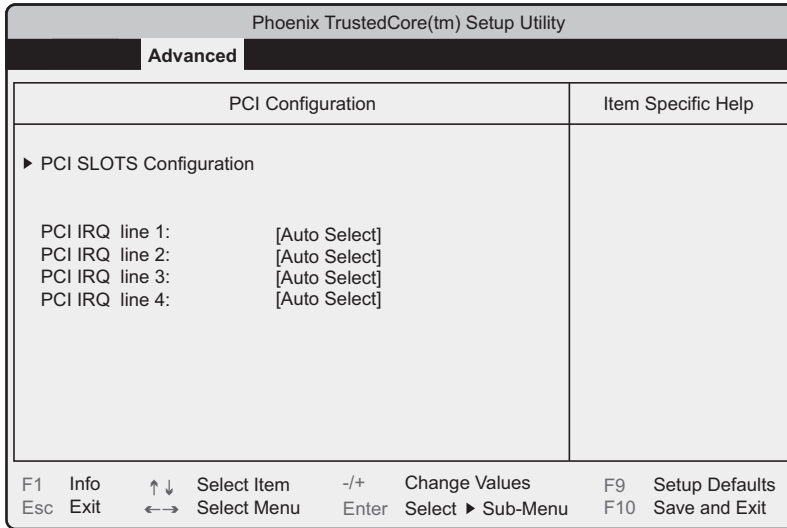 Phoenix TrustedCore(tm) Setup Utility
Advanced
PCI Configuration
Item Specific Help
▶ PCI SLOTS Configuration
PCI IRQ line 1: [Auto Select]
PCI IRQ line 2: [Auto Select]
PCI IRQ line 3: [Auto Select]
PCI IRQ line 4: [Auto Select]
F1 Info ↑↓ Select Item -/+ Change Values F9 Setup Defaults
Esc Exit ←→ Select Menu Enter Select ▶ Sub-Menu F10 Save and Exit